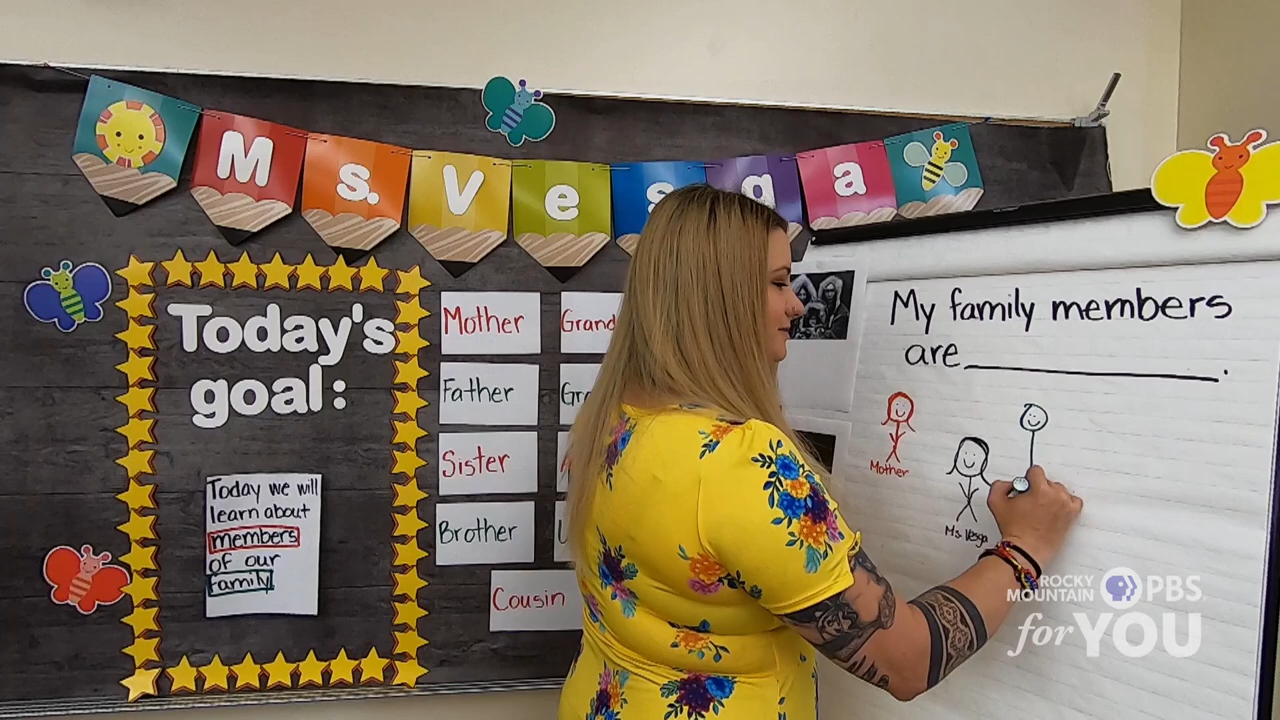 Ms. Vega
Today's
goal:
Today we will
learn about
members
of our
family
Mother
Father
Sister
Brother
Cousin
My family members
are
Mother
Ms. Vesga
ROCKY
MOUNTAIN PBS
for YOU